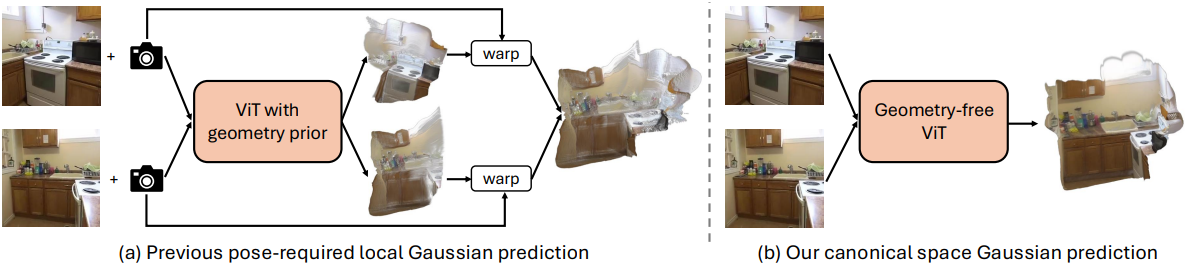 +
warp
ViT with
geometry prior
+
warp
(a) Previous pose-required local Gaussian prediction
Geometry-free
ViT
(b) Our canonical space Gaussian prediction